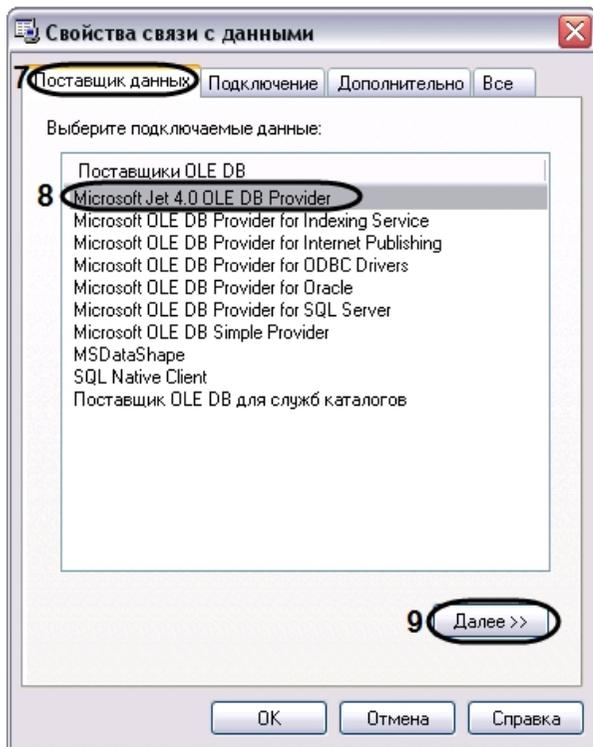 Свойства связи с данными
7 Поставщик данных Подключение Дополнительно Все
Выберите подключаемые данные:
Поставщики OLE DB
8 Microsoft Jet 4.0 OLE DB Provider
Microsoft OLE DB Provider for Indexing Service
Microsoft OLE DB Provider for Internet Publishing
Microsoft OLE DB Provider for ODBC Drivers
Microsoft OLE DB Provider for Oracle
Microsoft OLE DB Provider for SQL Server
Microsoft OLE DB Simple Provider
MSDataShape
SQL Native Client
Поставщик OLE DB для служб каталогов
9 Далее >>
OK Отмена Справка